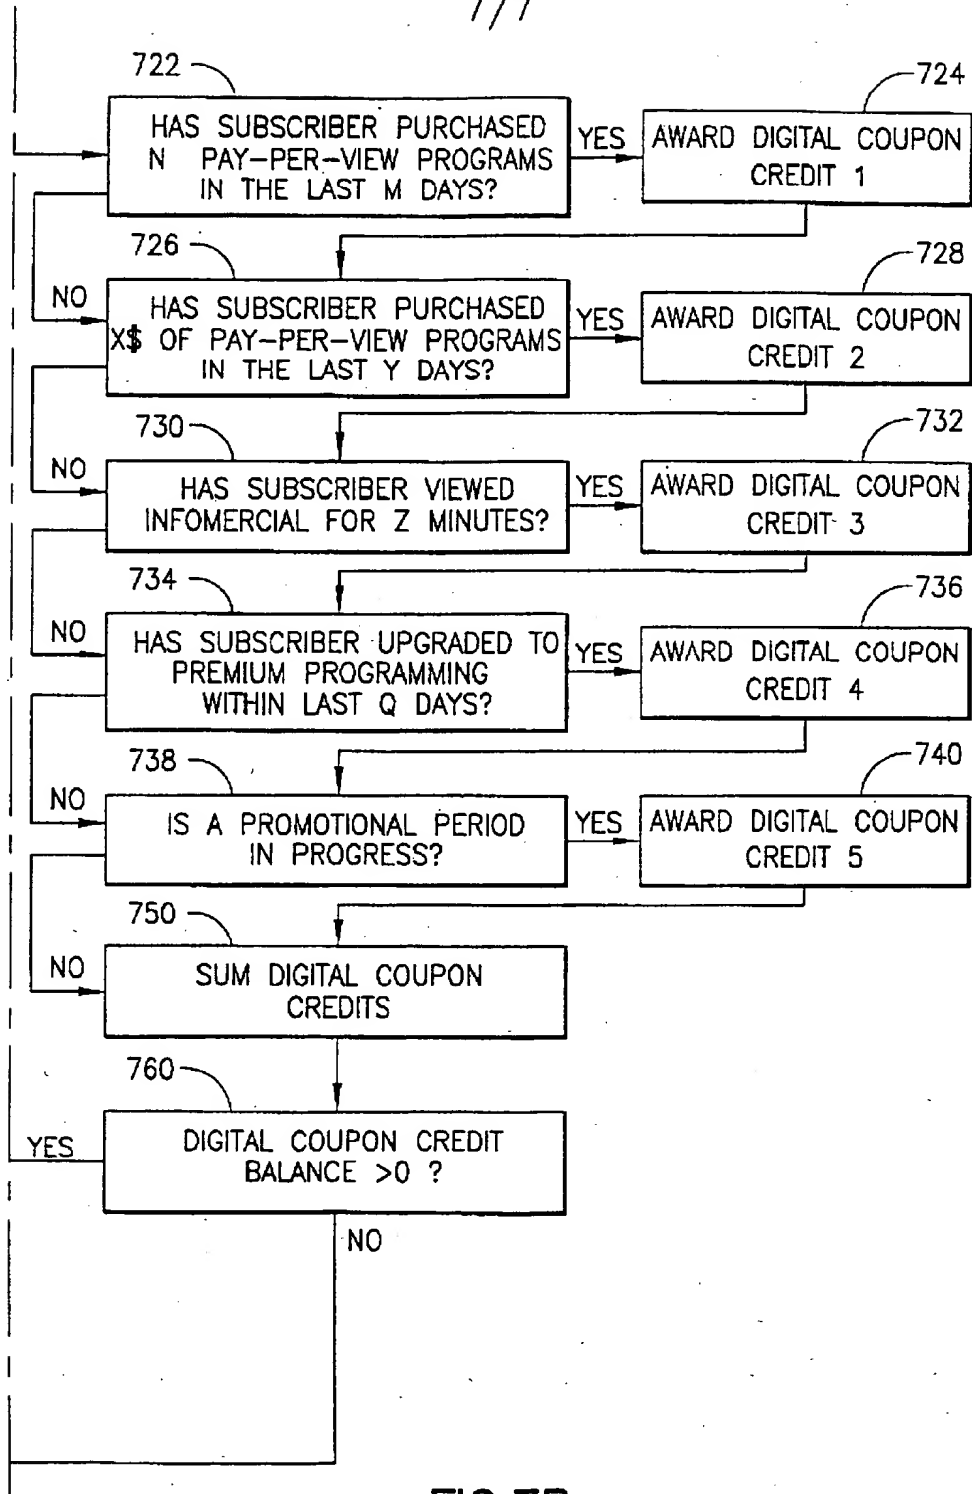 7/7
722
724
HAS SUBSCRIBER PURCHASED
N PAY-PER-VIEW PROGRAMS
IN THE LAST M DAYS?
YES
AWARD DIGITAL COUPON
CREDIT 1
726
728
NO
HAS SUBSCRIBER PURCHASED
X$ OF PAY-PER-VIEW PROGRAMS
IN THE LAST Y DAYS?
YES
AWARD DIGITAL COUPON
CREDIT 2
730
732
NO
HAS SUBSCRIBER VIEWED
INFOMERCIAL FOR Z MINUTES?
YES
AWARD DIGITAL COUPON
CREDIT 3
734
736
NO
HAS SUBSCRIBER UPGRADED TO
PREMIUM PROGRAMMING
WITHIN LAST Q DAYS?
YES
AWARD DIGITAL COUPON
CREDIT 4
738
740
NO
IS A PROMOTIONAL PERIOD
IN PROGRESS?
YES
AWARD DIGITAL COUPON
CREDIT 5
750
NO
SUM DIGITAL COUPON
CREDITS
760
YES
DIGITAL COUPON CREDIT
BALANCE >0 ?
NO